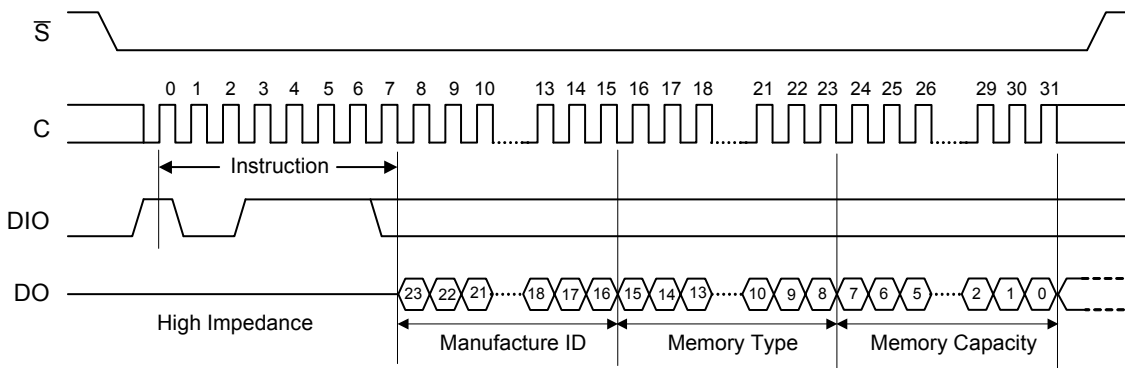 S̅
0 1 2 3 4 5 6 7 8 9 10 13 14 15 16 17 18 21 22 23 24 25 26 29 30 31
C
Instruction
DIO
DO
23 22 21 18 17 16 15 14 13 10 9 8 7 6 5 2 1 0
High Impedance
Manufacture ID
Memory Type
Memory Capacity